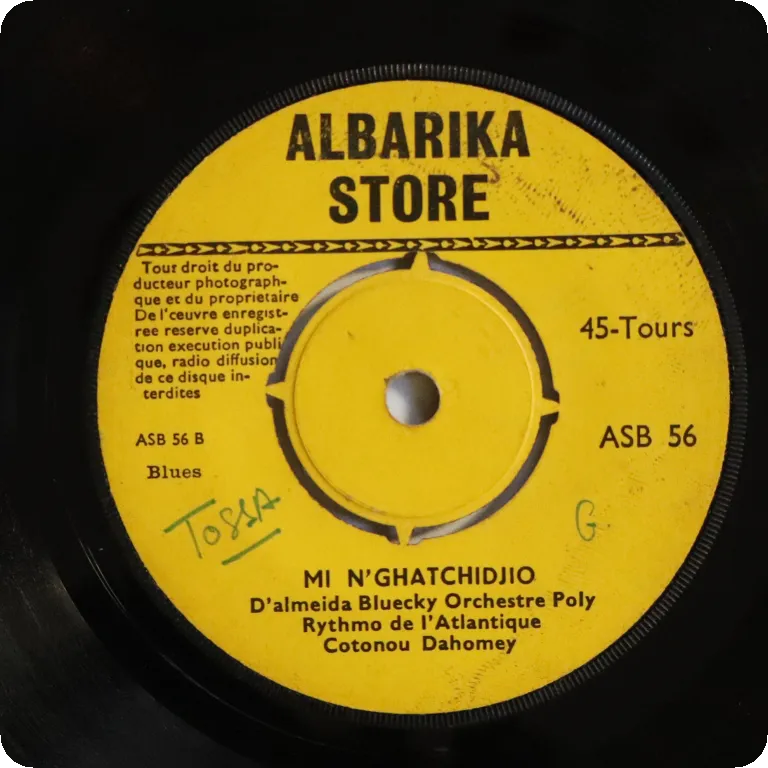 ALBARIKA
STORE
Tour droit du pro-
ducteur photograph-
que et du proprietaire
De l'œuvre enregist-
ree reserve duplica-
tion execution publi
que, radio diffusion
de ce disque in-
terdites
45-Tours
ASB 56 B
ASB 56
Blues
TOSSA
G
MI N'GHATCHIDJIO
D'almeida Bluecky Orchestre Poly
Rythmo de l'Atlantique
Cotonou Dahomey